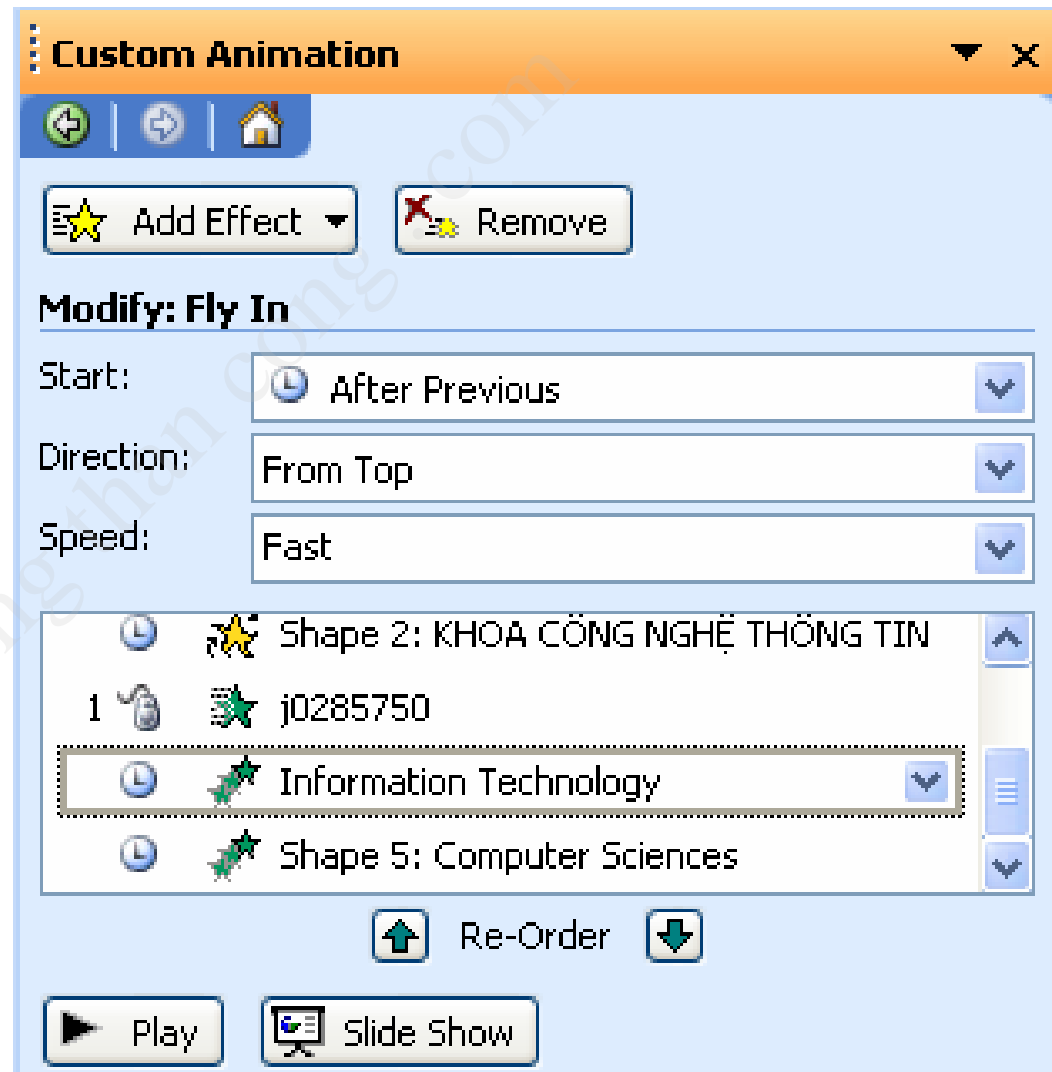 Custom Animation
Add Effect Remove
Modify: Fly In
Start: After Previous
Direction: From Top
Speed: Fast
Shape 2: KHOA CÔNG NGHỆ THÔNG TIN
1 j0285750
Information Technology
Shape 5: Computer Sciences
Re-Order
Play Slide Show